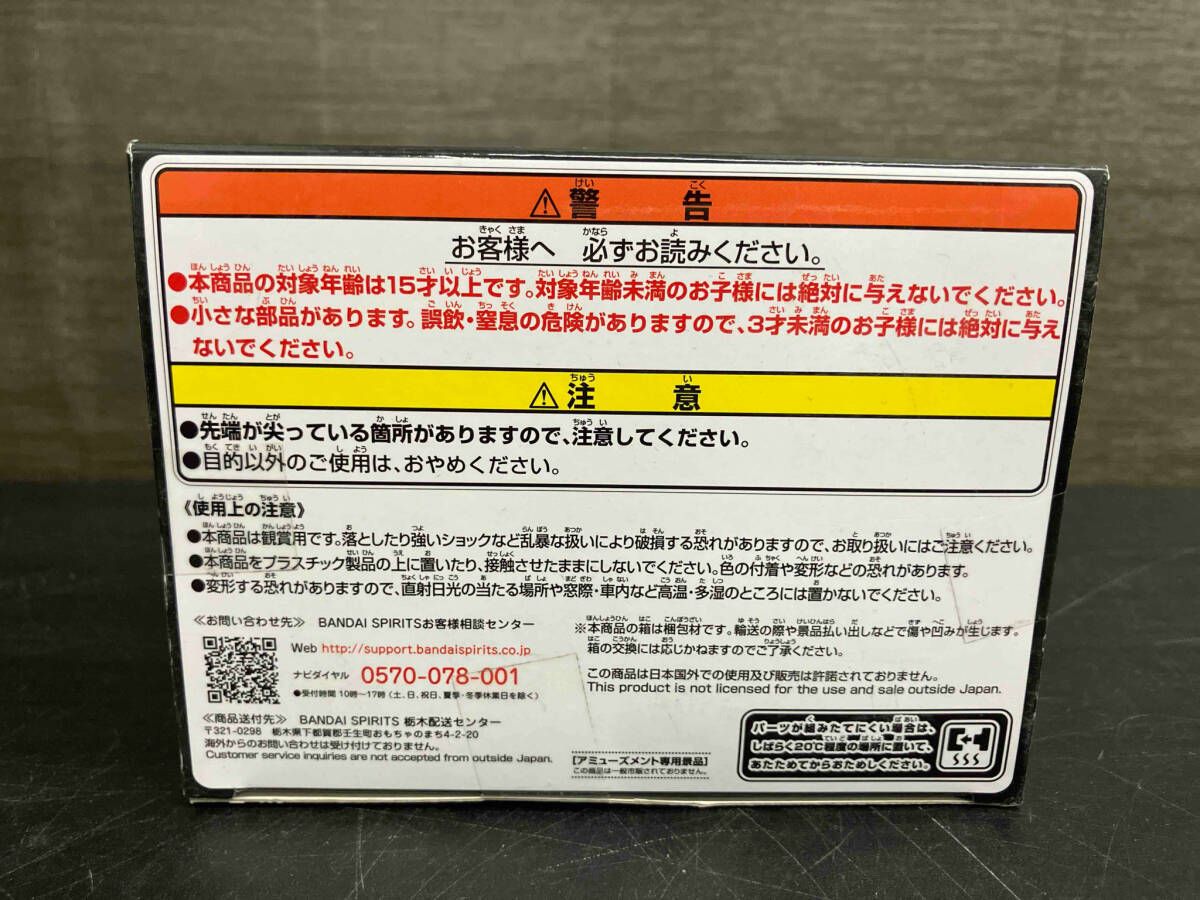 ⚠警告
お客様へ 必ずお読みください。
●本商品の対象年齢は15才以上です。対象年齢未満のお子様には絶対に与えないでください。
●小さな部品があります。誤飲・窒息の危険がありますので、3才未満のお子様には絶対に与え
ないでください。
⚠注意
●先端が尖っている箇所がありますので、注意してください。
●目的以外のご使用は、おやめください。
《使用上の注意》
●本商品は観賞用です。落としたり強いショックなど乱暴な扱いにより破損する恐れがありますので、お取り扱いにはご注意ください。
●本商品をプラスチック製品の上に置いたり、接触させたままにしないでください。色の付着や変形などの恐れがあります。
●変形する恐れがありますので、直射日光の当たる場所や窓際・車内など高温・多湿のところには置かないでください。
≪お問い合わせ先≫ BANDAI SPIRITSお客様相談センター
Web http://support.bandaispirits.co.jp
ナビダイヤル 0570-078-001
●受付時間 10時～17時(土、日、祝日、夏季・冬季休業日を除く)
≪商品送付先≫ BANDAI SPIRITS 栃木配送センター
〒321-0298 栃木県下都賀郡壬生町おもちゃのまち4-2-20
海外からのお問い合わせは受け付けておりません。
Customer service inquiries are not accepted from outside Japan.
※本商品の箱は梱包材です。輸送の際や景品払い出しなどで傷や凹みが生じます。
箱の交換には応じかねますのでご了承ください。
この商品は日本国外での使用及び販売は許諾されておりません。
This product is not licensed for the use and sale outside Japan.
[アミューズメント専用景品]
この商品は一般市販されておりません。
パーツが組みたてにくい場合は、
しばらく20℃程度の場所に置いて、
あたためてからおためしください。